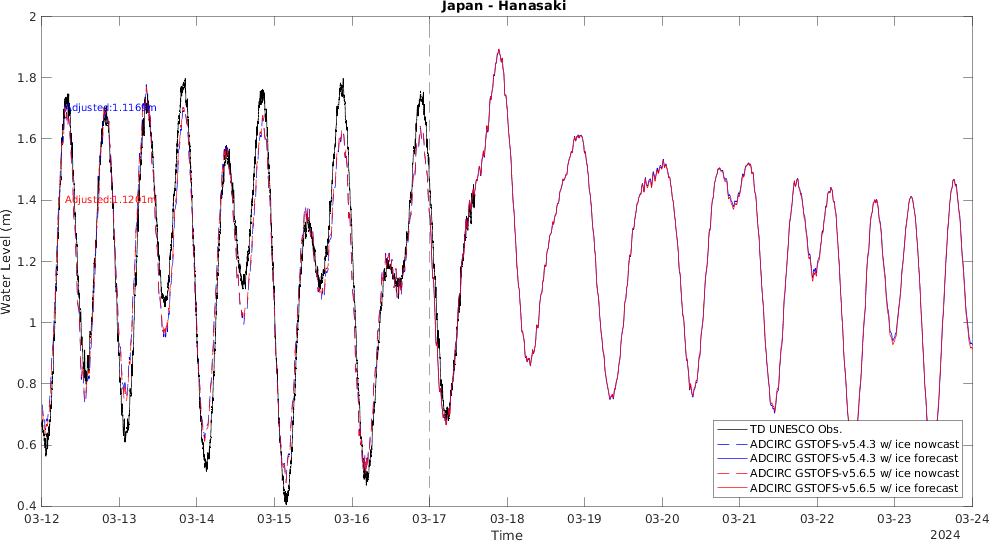 Japan - Hanasaki
2
1.8
1.6
1.4
1.2
1
0.8
0.6
0.4
Water Level (m)
Adjusted:1.1169m
Adjusted:1.1201m
TD UNESCO Obs.
ADCIRC GSTOFS-v5.4.3 w/ ice nowcast
ADCIRC GSTOFS-v5.4.3 w/ ice forecast
ADCIRC GSTOFS-v5.6.5 w/ ice nowcast
ADCIRC GSTOFS-v5.6.5 w/ ice forecast
03-12 03-13 03-14 03-15 03-16 03-17 03-18 03-19 03-20 03-21 03-22 03-23 03-24
Time
2024